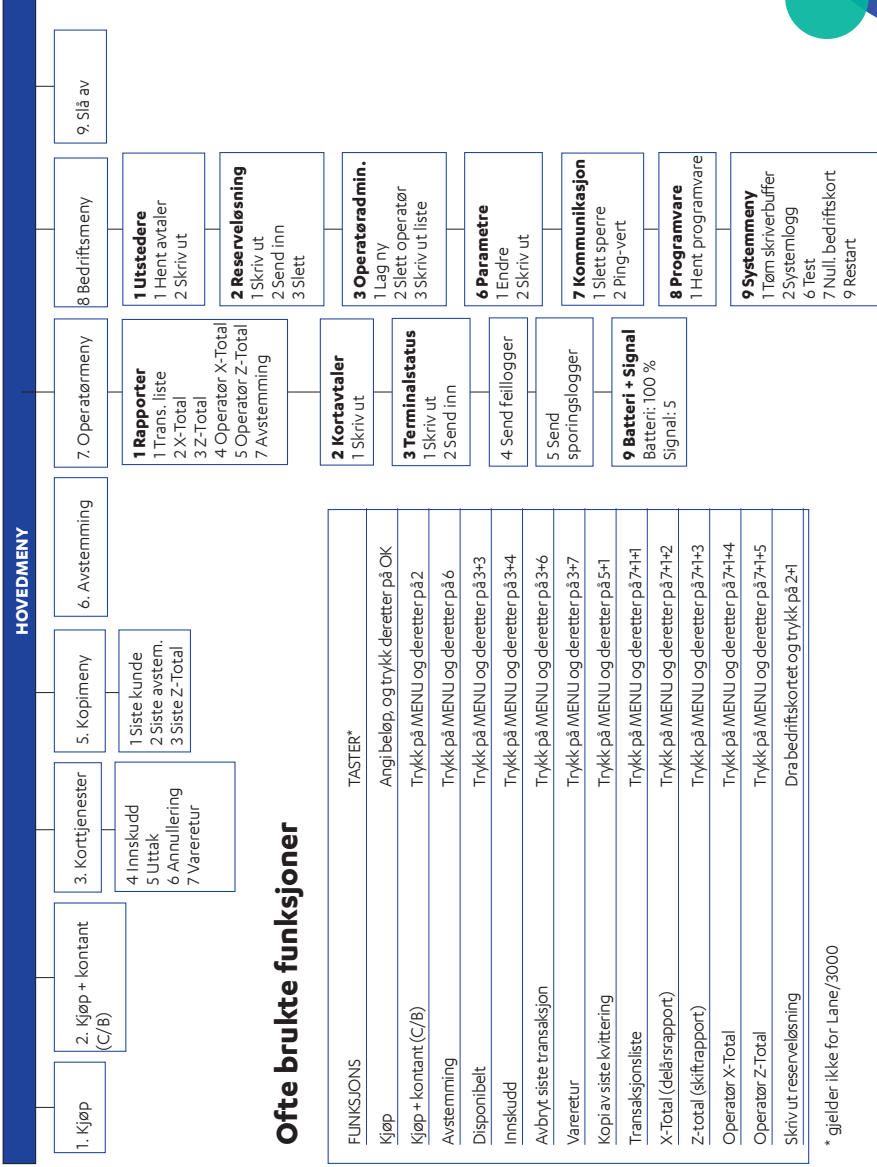 HOVEDMENY
1. Kjøp
2. Kjøp + kontant
(C/B)
3. Korttjenester
4 Innskudd
5 Uttak
6 Annullering
7 Vareretur
5. Kopimeny
1 Siste kunde
2 Siste avstem.
3 Siste Z-Total
6. Avstemming
7. Operatørmeny
1 Rapporter
1 Trans. liste
2 X-Total
3 Z-Total
4 Operatør X-Total
5 Operatør Z-Total
7 Avstemming
2 Kortavtaler
1 Skriv ut
3 Terminalstatus
1 Skriv ut
2 Send inn
4 Send feillogger
5 Send
sporingslogger
9 Batteri + Signal
Batteri: 100 %
Signal: 5
8 Bedriftsmeny
1 Utstedere
1 Hent avtaler
2 Skriv ut
2 Reserveløsning
1 Skriv ut
2 Send inn
3 Slett
3 Operatøradmin.
1 Lag ny
2 Slett operatør
3 Skriv ut liste
6 Parametre
1 Endre
2 Skriv ut
7 Kommunikasjon
1 Slett sperre
2 Ping-vert
8 Programvare
1 Hent programvare
9 Systemmeny
1 Tøm skriverbuffer
2 Systemlogg
6 Test
7 Null. bedriftskort
9 Restart
9. Slå av
Ofte brukte funksjoner
FUNKSJONS TASTER*
Kjøp Angi beløp, og trykk deretter på OK
Kjøp + kontant (C/B) Trykk på MENU og deretter på 2
Avstemming Trykk på MENU og deretter på 6
Disponibelt Trykk på MENU og deretter på 3+3
Innskudd Trykk på MENU og deretter på 3+4
Avbryt siste transaksjon Trykk på MENU og deretter på 3+6
Vareretur Trykk på MENU og deretter på 3+7
Kopi av siste kvittering Trykk på MENU og deretter på 5+1
Transaksjonsliste Trykk på MENU og deretter på 7+1+1
X-Total (delårsrapport) Trykk på MENU og deretter på 7+1+2
Z-total (skiftrapport) Trykk på MENU og deretter på 7+1+3
Operatør X-Total Trykk på MENU og deretter på 7+1+4
Operatør Z-Total Trykk på MENU og deretter på 7+1+5
Skriv ut reserveløsning Dra bedriftskortet og trykk på 2+1
* gjelder ikke for Lane/3000